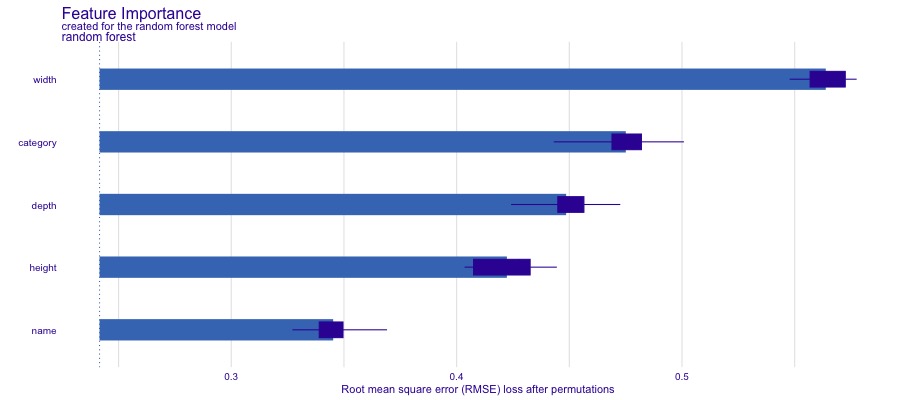 Feature Importance
created for the random forest model
random forest
width
category
depth
height
name
0.3 0.4 0.5
Root mean square error (RMSE) loss after permutations